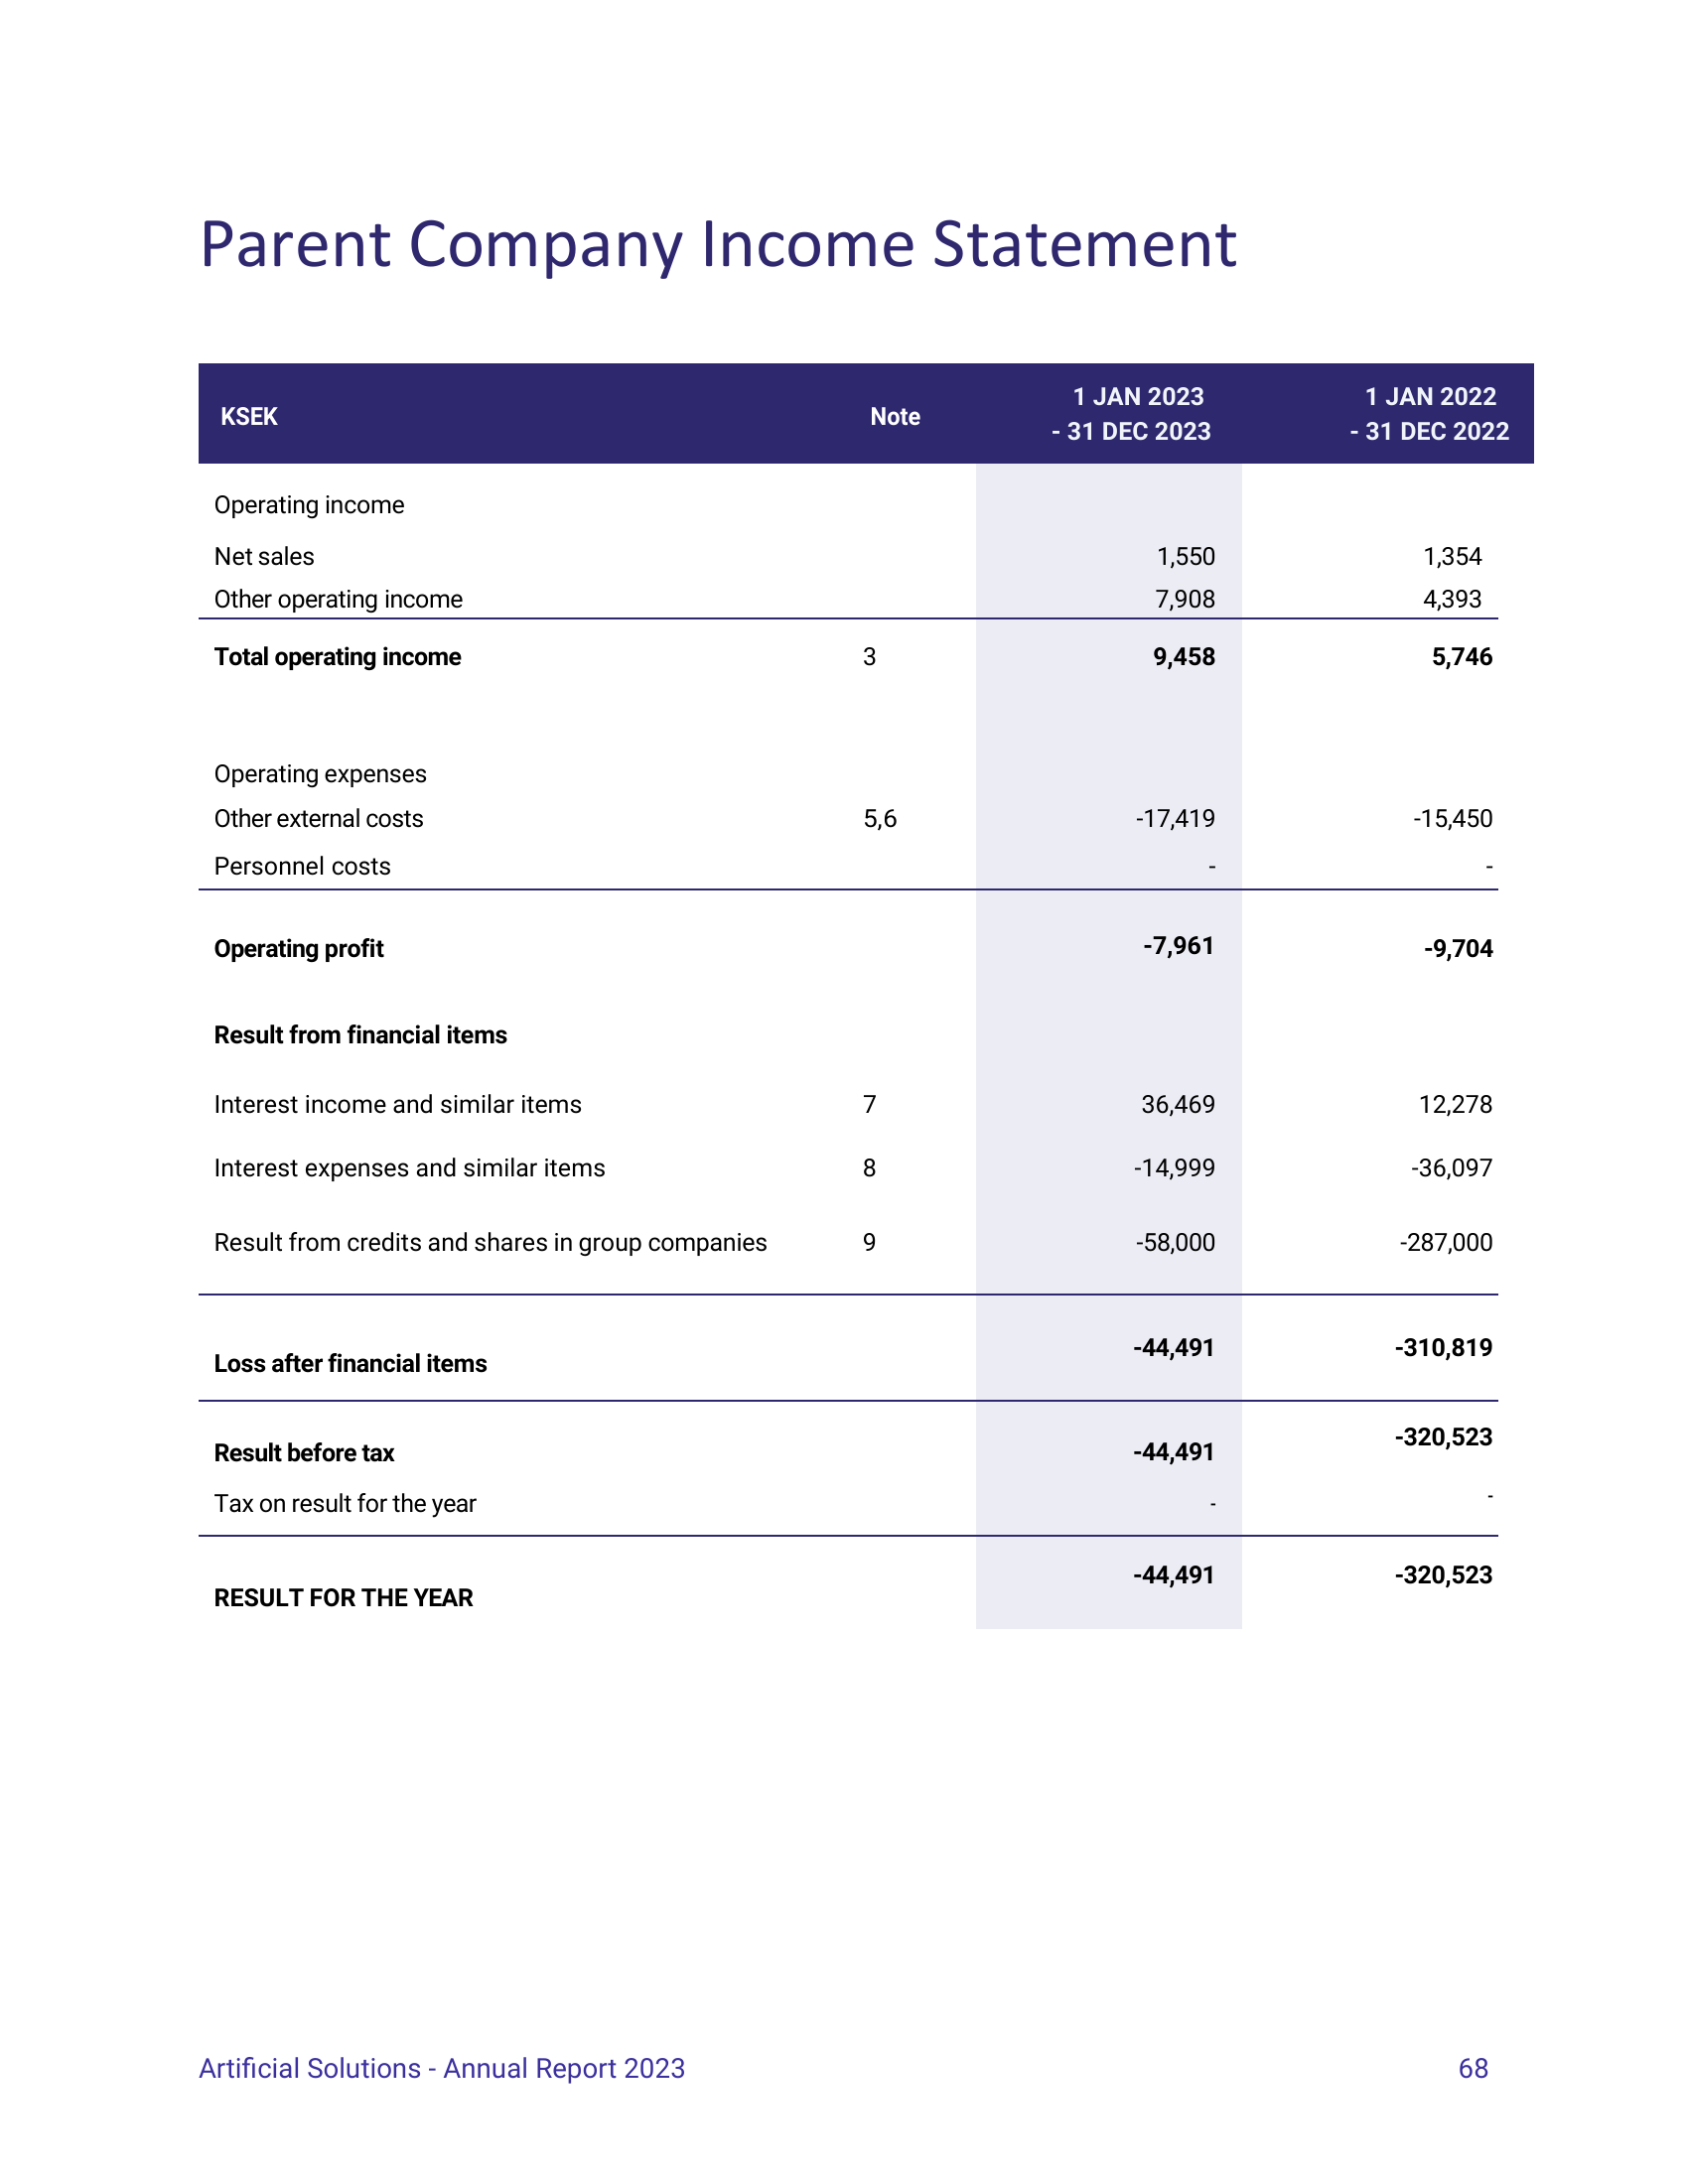 Parent Company Income Statement
KSEK Note 1 JAN 2023 - 31 DEC 2023 1 JAN 2022 - 31 DEC 2022
Operating income
Net sales 1,550 1,354
Other operating income 7,908 4,393
Total operating income 3 9,458 5,746
Operating expenses
Other external costs 5,6 -17,419 -15,450
Personnel costs - -
Operating profit -7,961 -9,704
Result from financial items
Interest income and similar items 7 36,469 12,278
Interest expenses and similar items 8 -14,999 -36,097
Result from credits and shares in group companies 9 -58,000 -287,000
Loss after financial items -44,491 -310,819
Result before tax -44,491 -320,523
Tax on result for the year - -
RESULT FOR THE YEAR -44,491 -320,523
Artificial Solutions - Annual Report 2023 68